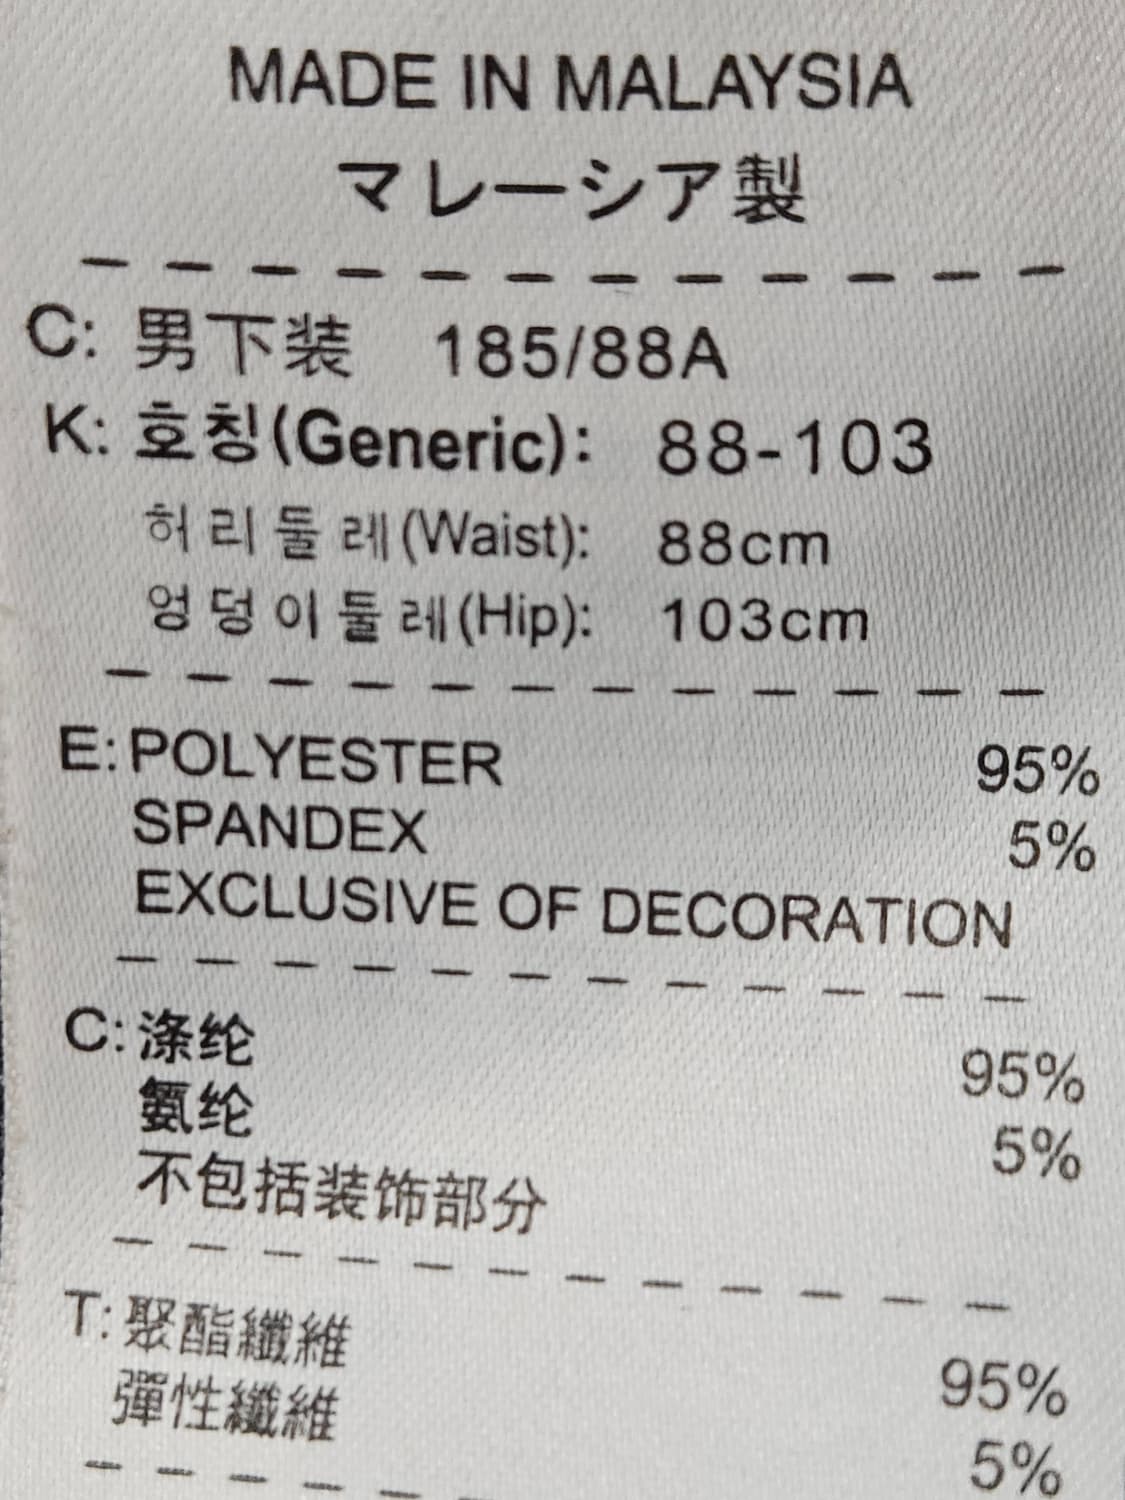 MADE IN MALAYSIA
マレーシア製
C: 男下装 185/88A
K: 호칭(Generic): 88-103
허리둘레(Waist): 88cm
엉덩이둘레(Hip): 103cm
E: POLYESTER 95%
SPANDEX 5%
EXCLUSIVE OF DECORATION
C: 涤纶 95%
氨纶 5%
不包括装饰部分
T: 聚酯纖維 95%
彈性纖維 5%